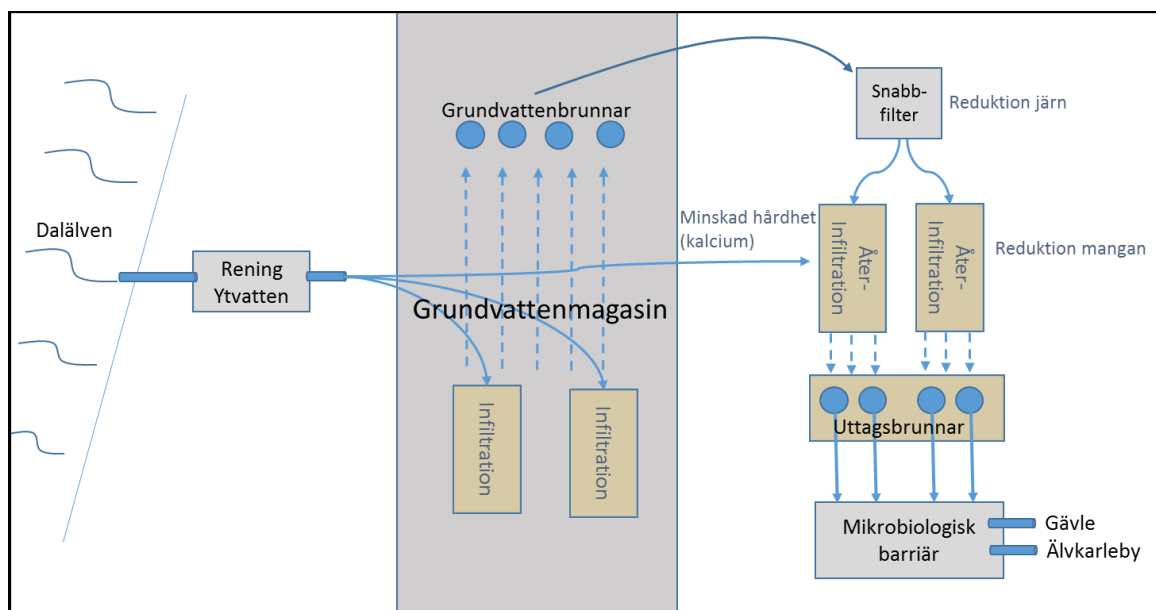 Dalälven
Rening
Ytvatten
Grundvattenbrunnar
Grundvattenmagasin
Infiltration
Infiltration
Snabb-
filter
Reduktion järn
Minskad hårdhet
(kalcium)
Åter-
Infiltration
Åter-
Infiltration
Reduktion mangan
Uttagsbrunnar
Mikrobiologisk
barriär
Gävle
Älvkarleby